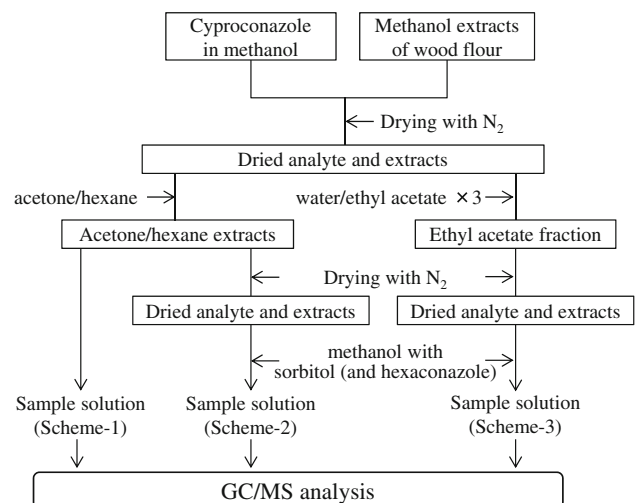 Cyproconazole
in methanol
Methanol extracts
of wood flour
Drying with N2
Dried analyte and extracts
acetone/hexane
water/ethyl acetate ×3
Acetone/hexane extracts
Ethyl acetate fraction
Drying with N2
Dried analyte and extracts
Dried analyte and extracts
methanol with
sorbitol (and hexaconazole)
Sample solution
(Scheme-1)
Sample solution
(Scheme-2)
Sample solution
(Scheme-3)
GC/MS analysis